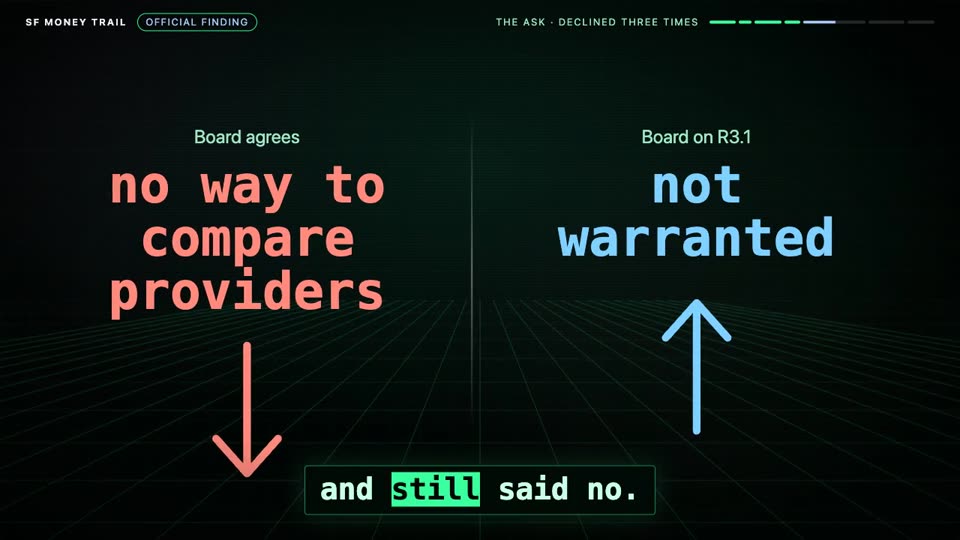 SF MONEY TRAIL
OFFICIAL FINDING
THE ASK · DECLINED THREE TIMES
Board agrees
no way to
compare
providers
Board on R3.1
not
warranted
and still said no.